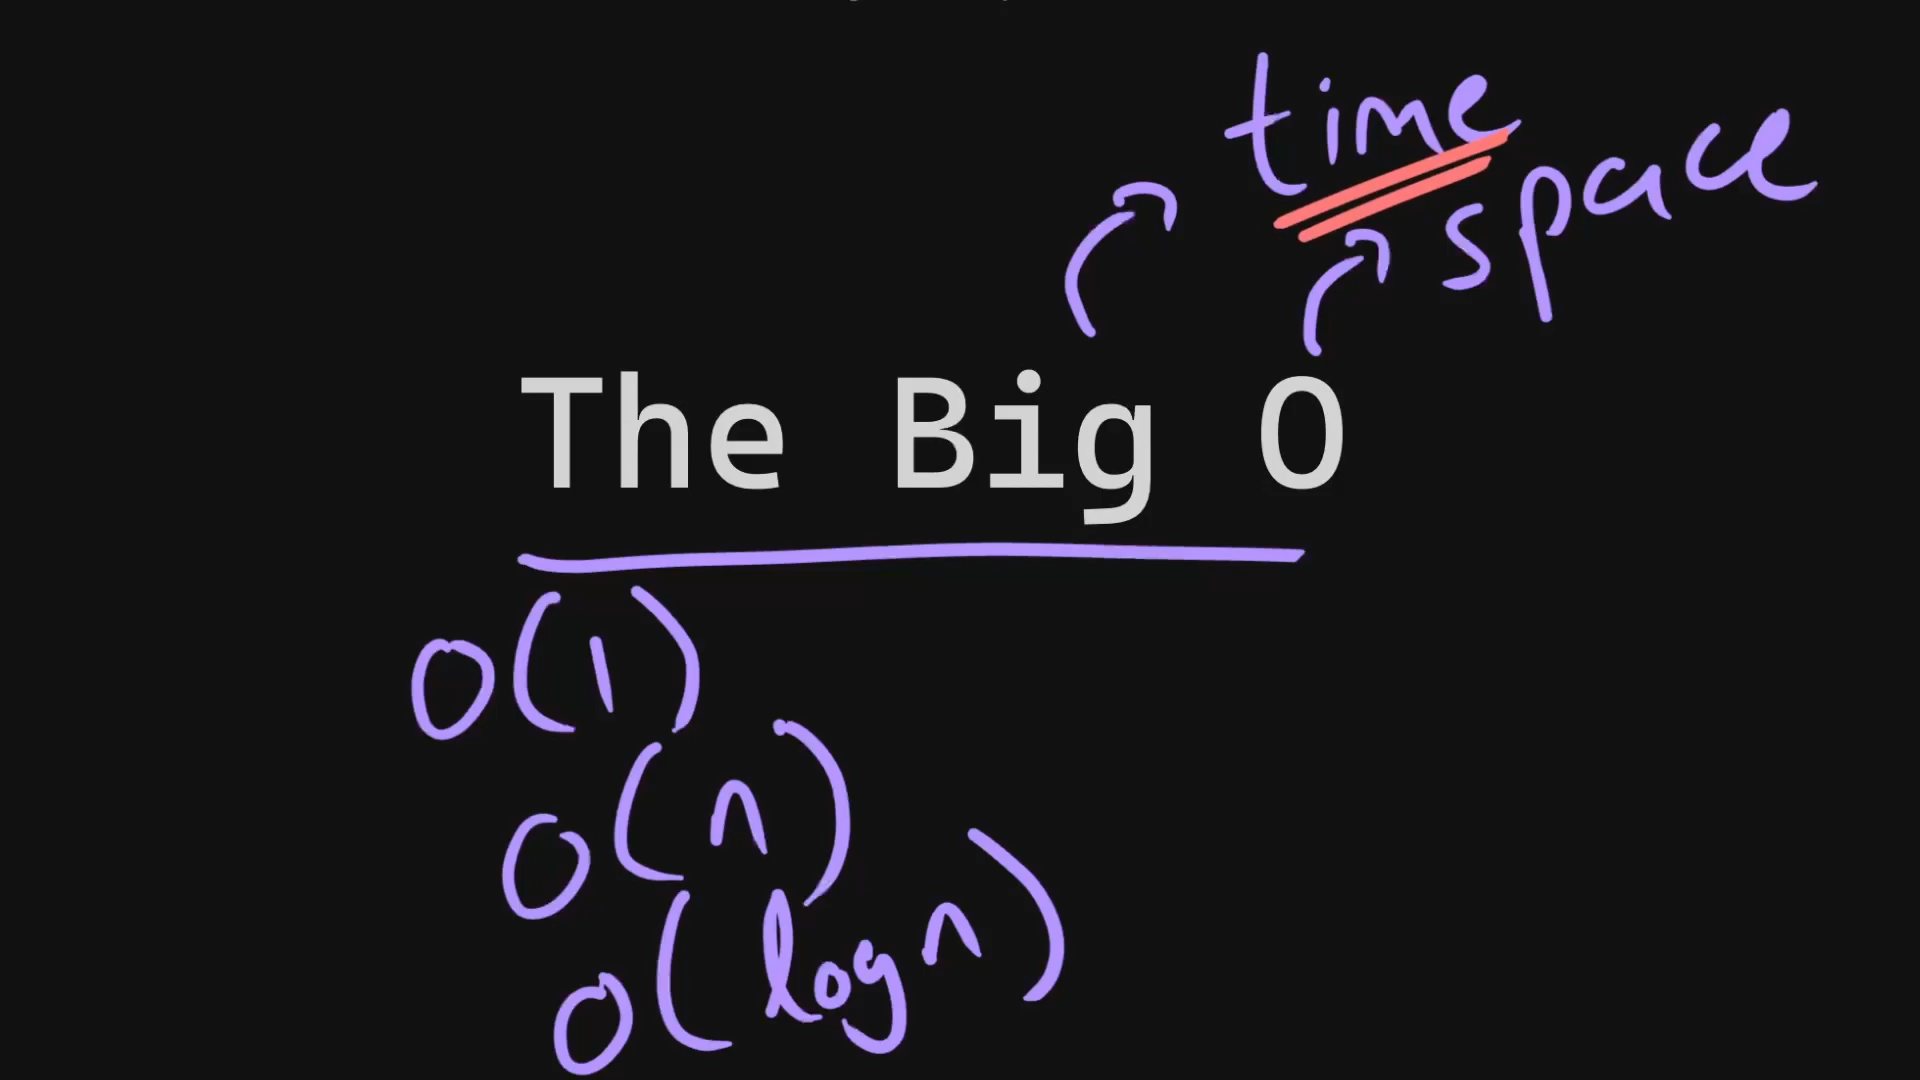 time
space
The Big O
O(1)
O(n)
O(log n)